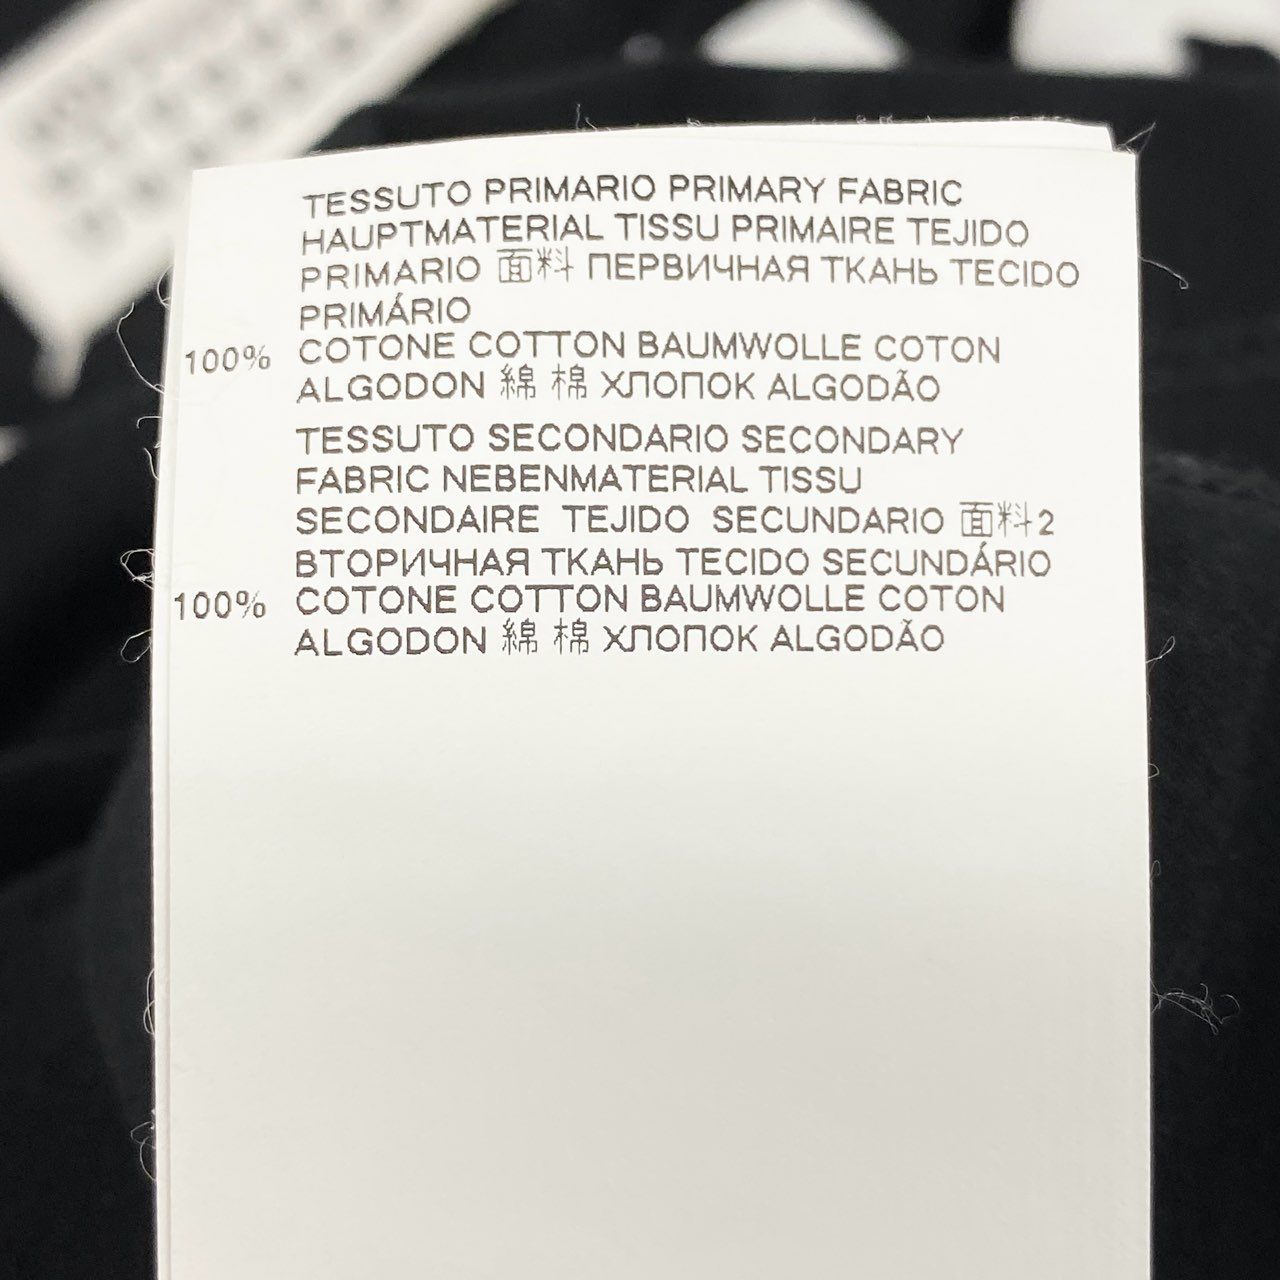 TESSUTO PRIMARIO PRIMARY FABRIC
HAUPTMATERIAL TISSU PRIMAIRE TEJIDO
PRIMARIO 面料 ПЕРВИЧНАЯ ТКАНЬ TECIDO
PRIMÁRIO
100% COTONE COTTON BAUMWOLLE COTON
ALGODON 綿 棉 ХЛОПОК ALGODÃO
TESSUTO SECONDARIO SECONDARY
FABRIC NEBENMATERIAL TISSU
SECONDAIRE TEJIDO SECUNDARIO 面料2
ВТОРИЧНАЯ ТКАНЬ TECIDO SECUNDÁRIO
100% COTONE COTTON BAUMWOLLE COTON
ALGODON 綿 棉 ХЛОПОК ALGODÃO